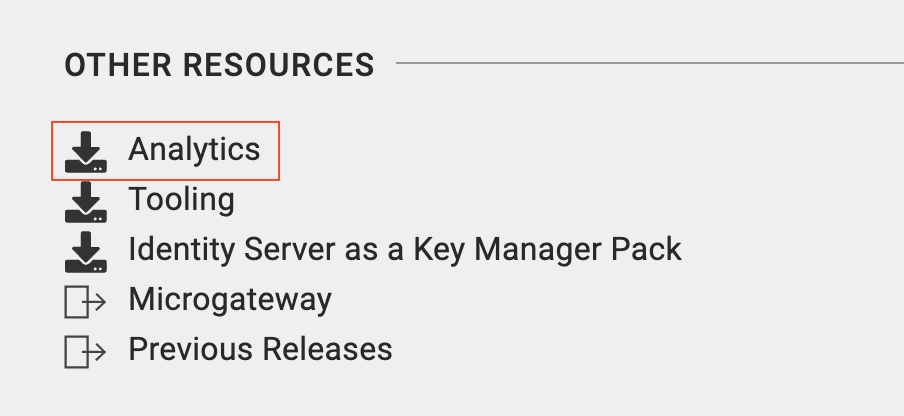 OTHER RESOURCES
Analytics
Tooling
Identity Server as a Key Manager Pack
Microgateway
Previous Releases